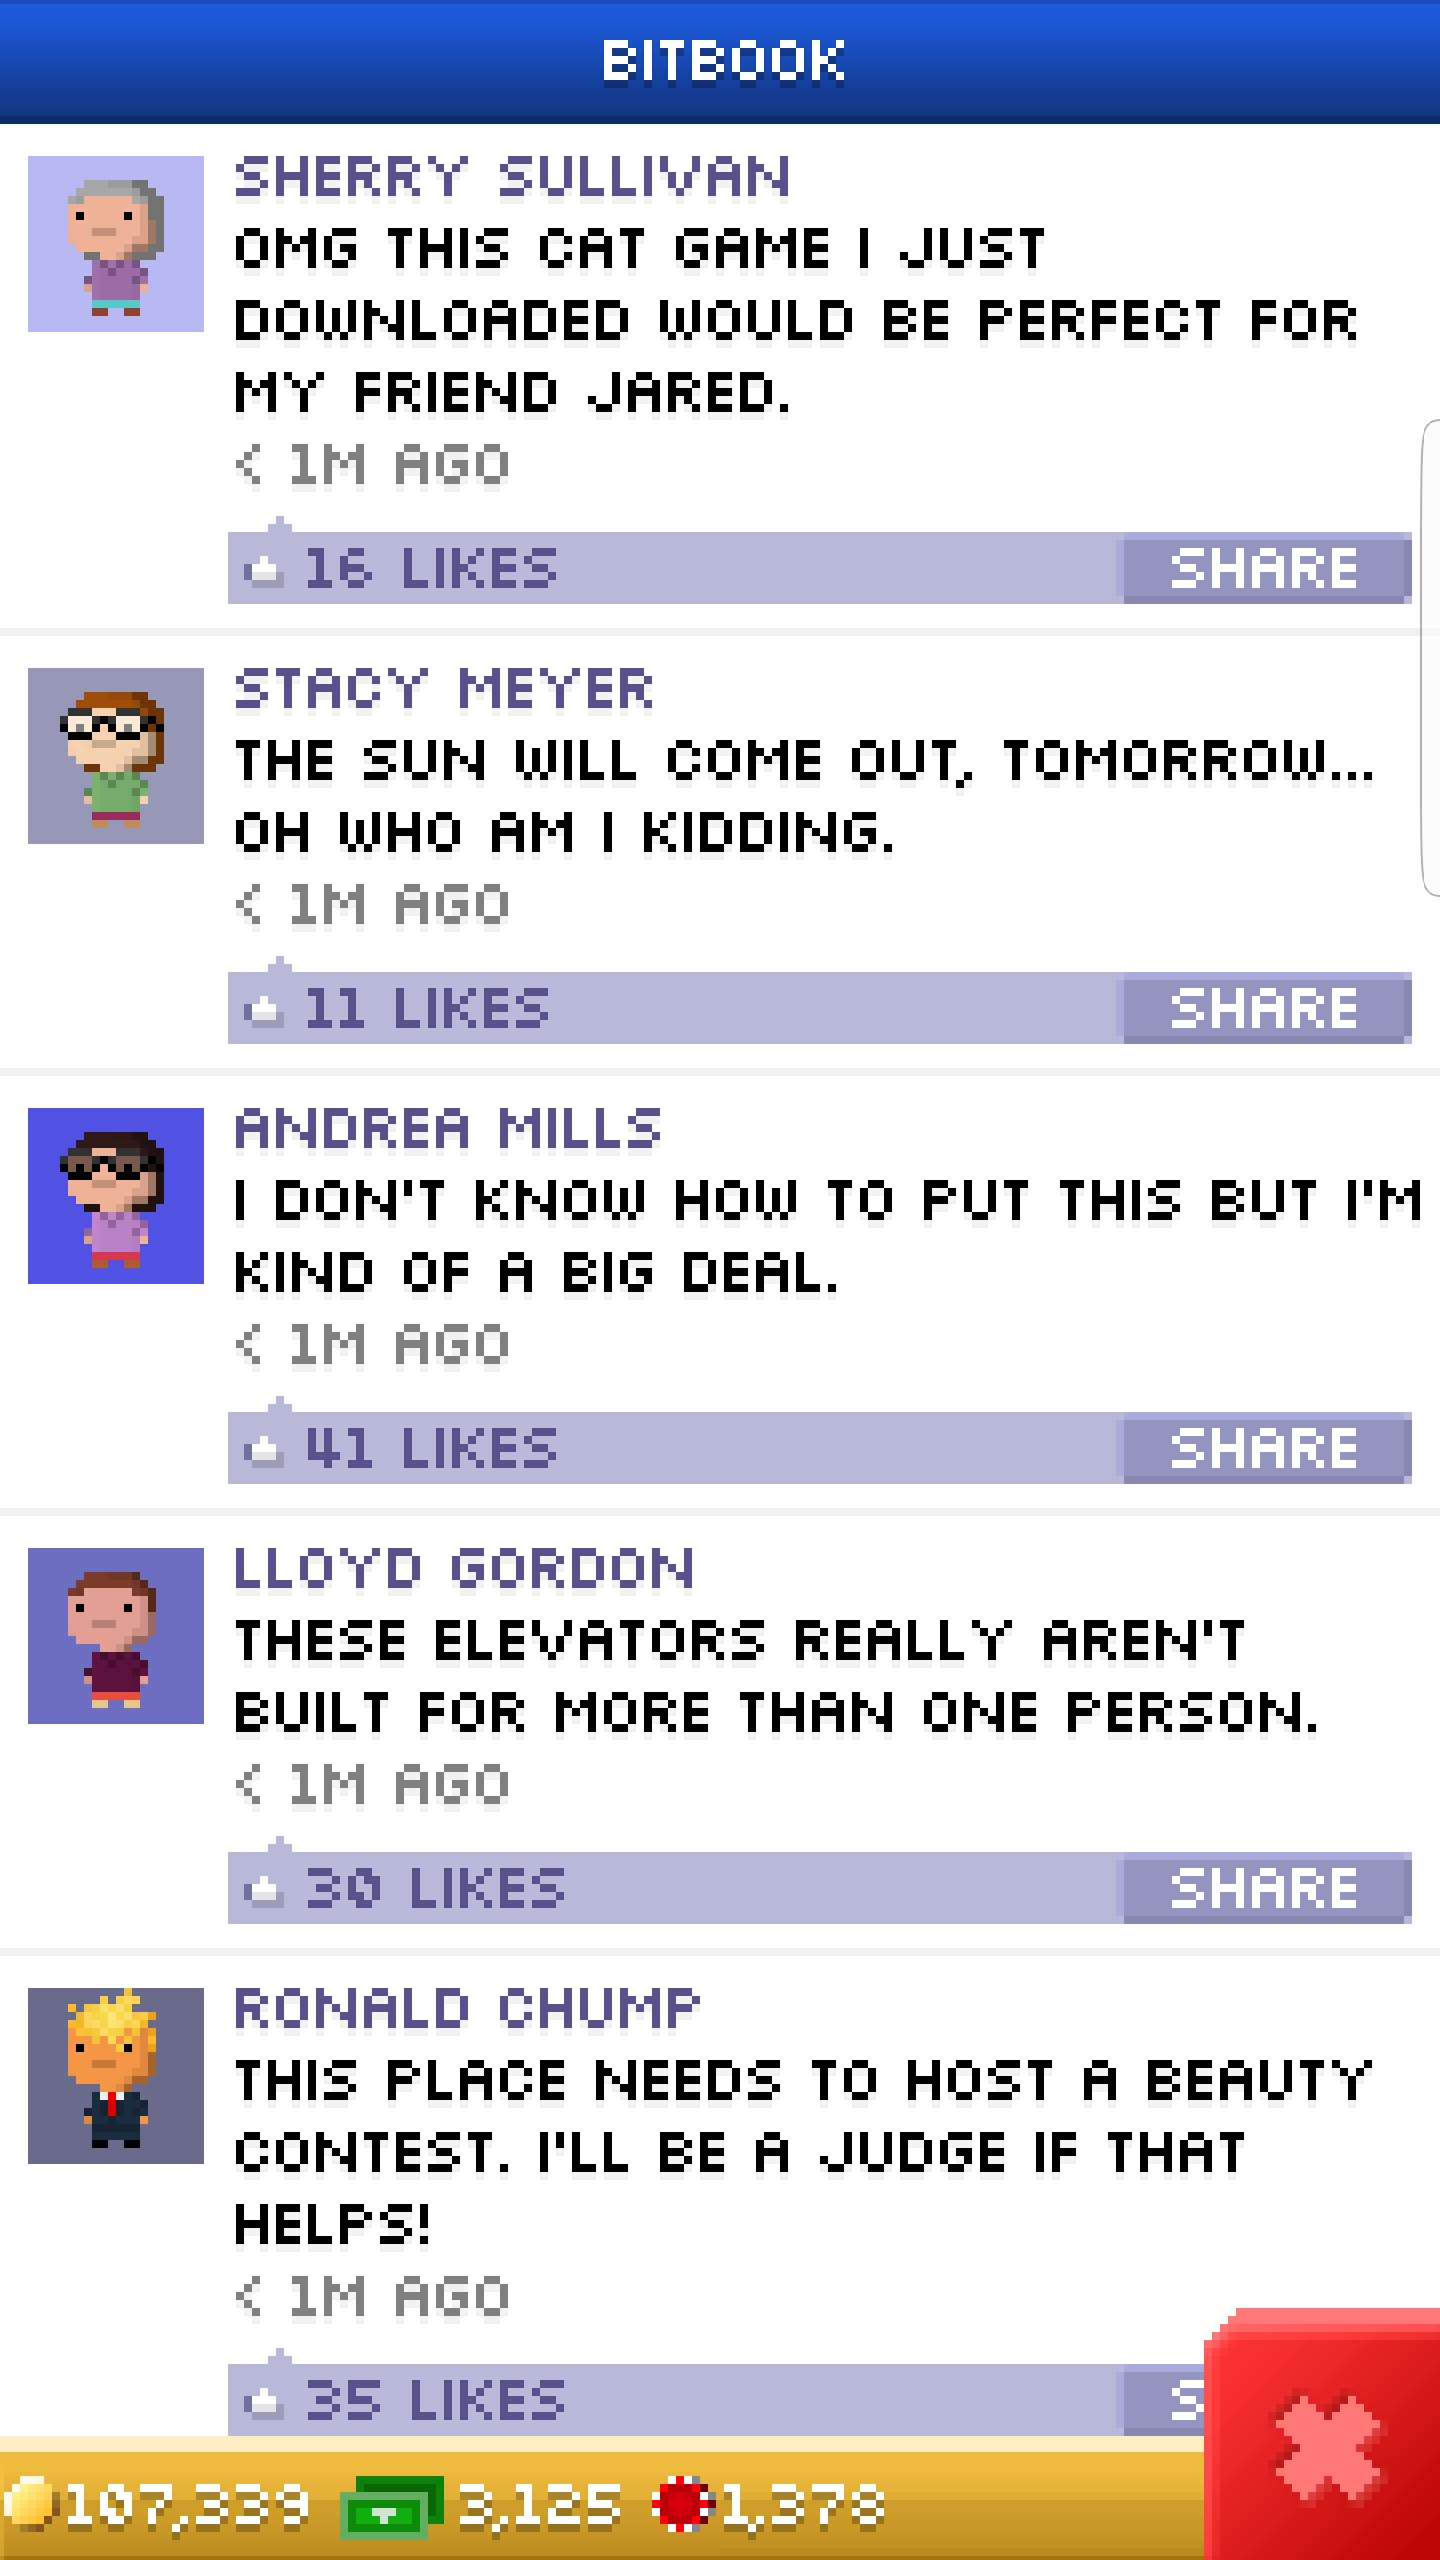 BITBOOK
SHERRY SULLIVAN
OMG THIS CAT GAME I JUST
DOWNLOADED WOULD BE PERFECT FOR
MY FRIEND JARED.
< 1M AGO
16 LIKES SHARE
STACY MEYER
THE SUN WILL COME OUT, TOMORROW...
OH WHO AM I KIDDING.
< 1M AGO
11 LIKES SHARE
ANDREA MILLS
I DON'T KNOW HOW TO PUT THIS BUT I'M
KIND OF A BIG DEAL.
< 1M AGO
41 LIKES SHARE
LLOYD GORDON
THESE ELEVATORS REALLY AREN'T
BUILT FOR MORE THAN ONE PERSON.
< 1M AGO
30 LIKES SHARE
RONALD CHUMP
THIS PLACE NEEDS TO HOST A BEAUTY
CONTEST. I'LL BE A JUDGE IF THAT
HELPS!
< 1M AGO
35 LIKES
107,339 3,125 1,378